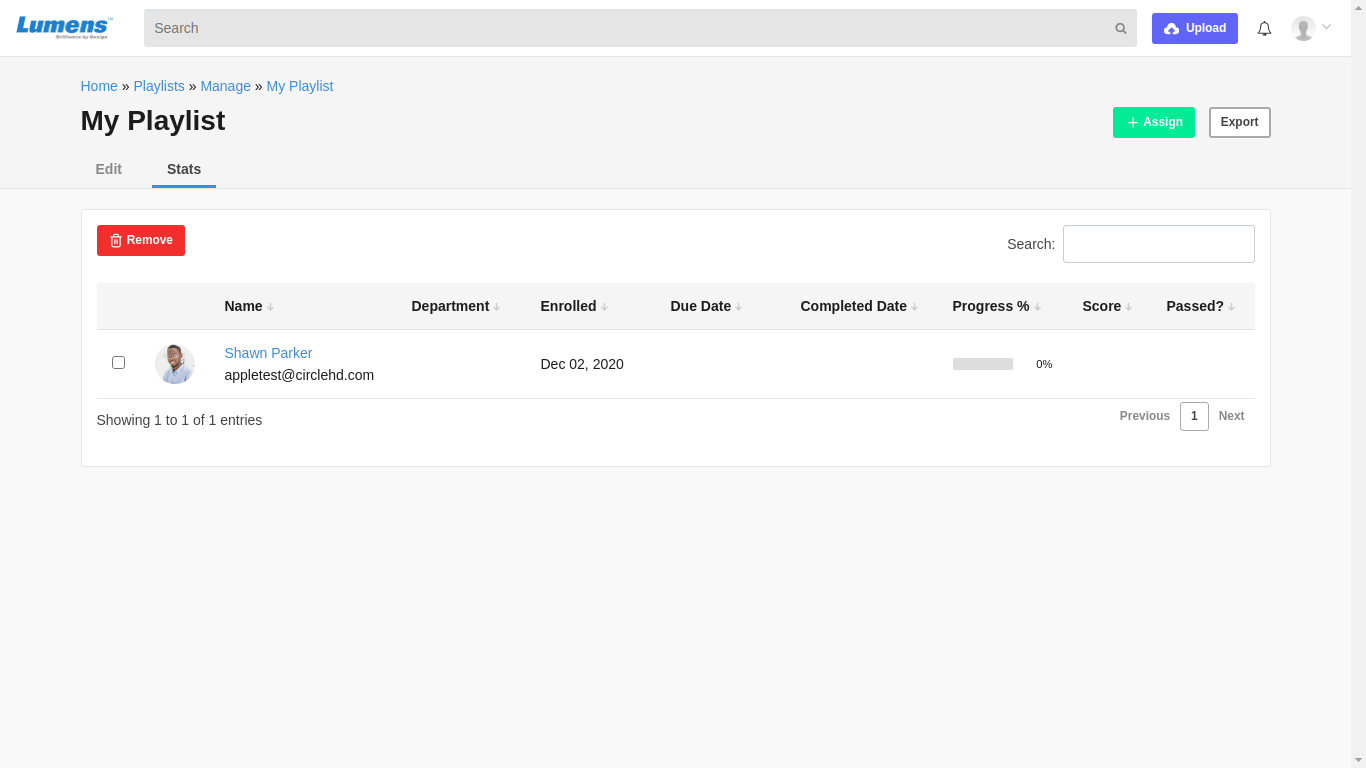 Lumens™
Brilliance by Design
Search
Upload
Home » Playlists » Manage » My Playlist
My Playlist
Assign
Export
Edit
Stats
Remove
Search:
Name Department Enrolled Due Date Completed Date Progress % Score Passed?
Shawn Parker
appletest@circlehd.com
Dec 02, 2020
0%
Showing 1 to 1 of 1 entries
Previous 1 Next